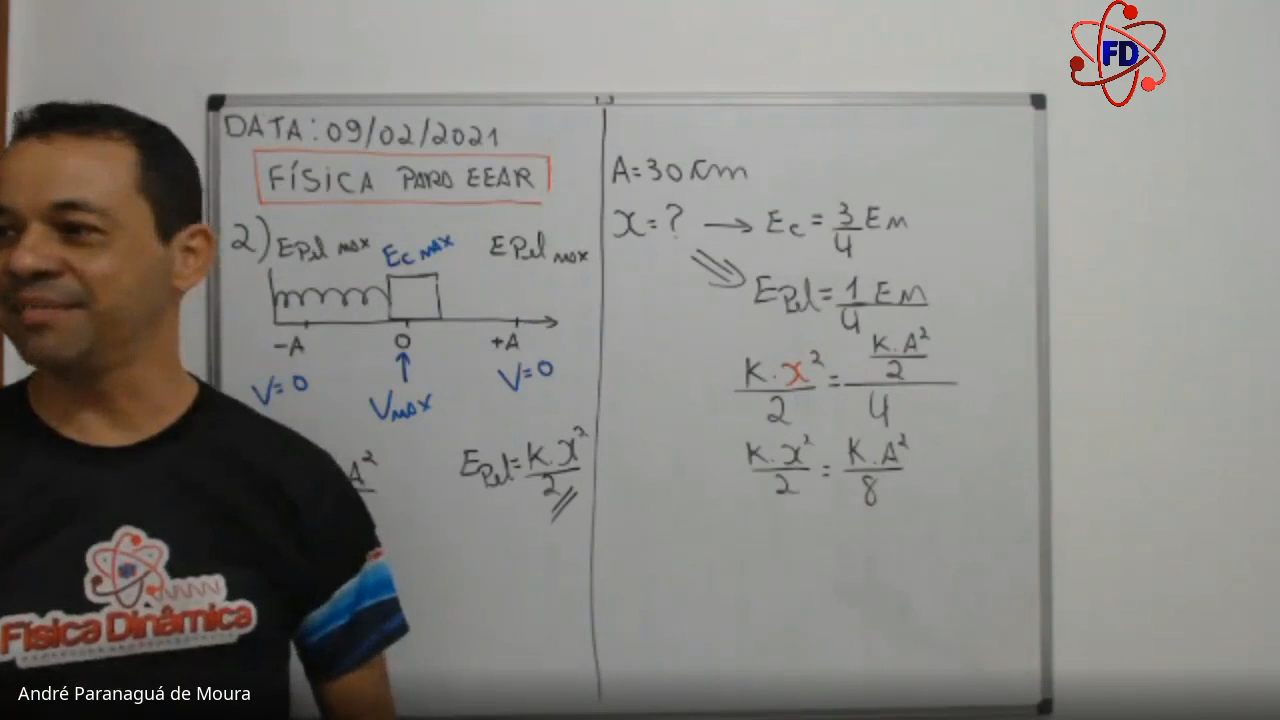 FD
DATA: 09/02/2021
FÍSICA PARA EEAR
2) EPel max Ec MAX EPel max
-A O +A
V=0 VMAX V=0
A²
EPel = K.X²/2
A=30 cm
X=? → Ec = 3/4 EM
EPel = 1/4 EM
K.x²/2 = K.A²/2/4
K.x²/2 = K.A²/8
Física Dinâmica
André Paranaguá de Moura